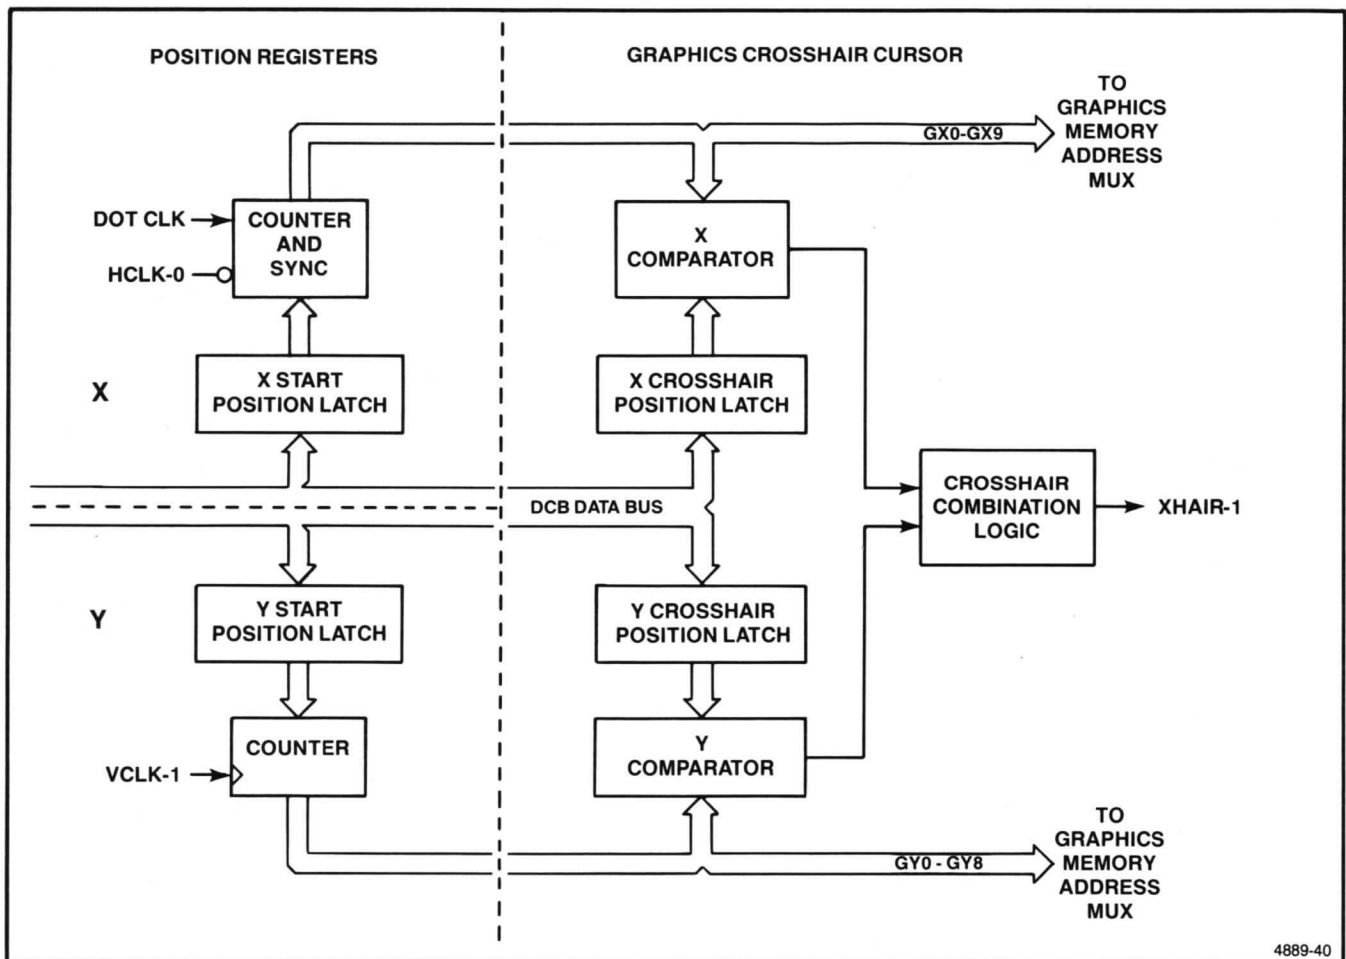 POSITION REGISTERS
GRAPHICS CROSSHAIR CURSOR
TO
GRAPHICS
MEMORY
ADDRESS
MUX
GX0-GX9
DOT CLK
HCLK-0
COUNTER
AND
SYNC
X
COMPARATOR
X
X START
POSITION LATCH
X CROSSHAIR
POSITION LATCH
DCB DATA BUS
CROSSHAIR
COMBINATION
LOGIC
XHAIR-1
Y
Y START
POSITION LATCH
Y CROSSHAIR
POSITION LATCH
VCLK-1
COUNTER
Y
COMPARATOR
GY0 - GY8
TO
GRAPHICS
MEMORY
ADDRESS
MUX
4889-40